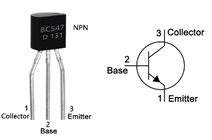 BC547
D 131
NPN
1
Collector
2
Base
3
Emitter
3
Collector
2
Base
1
Emitter